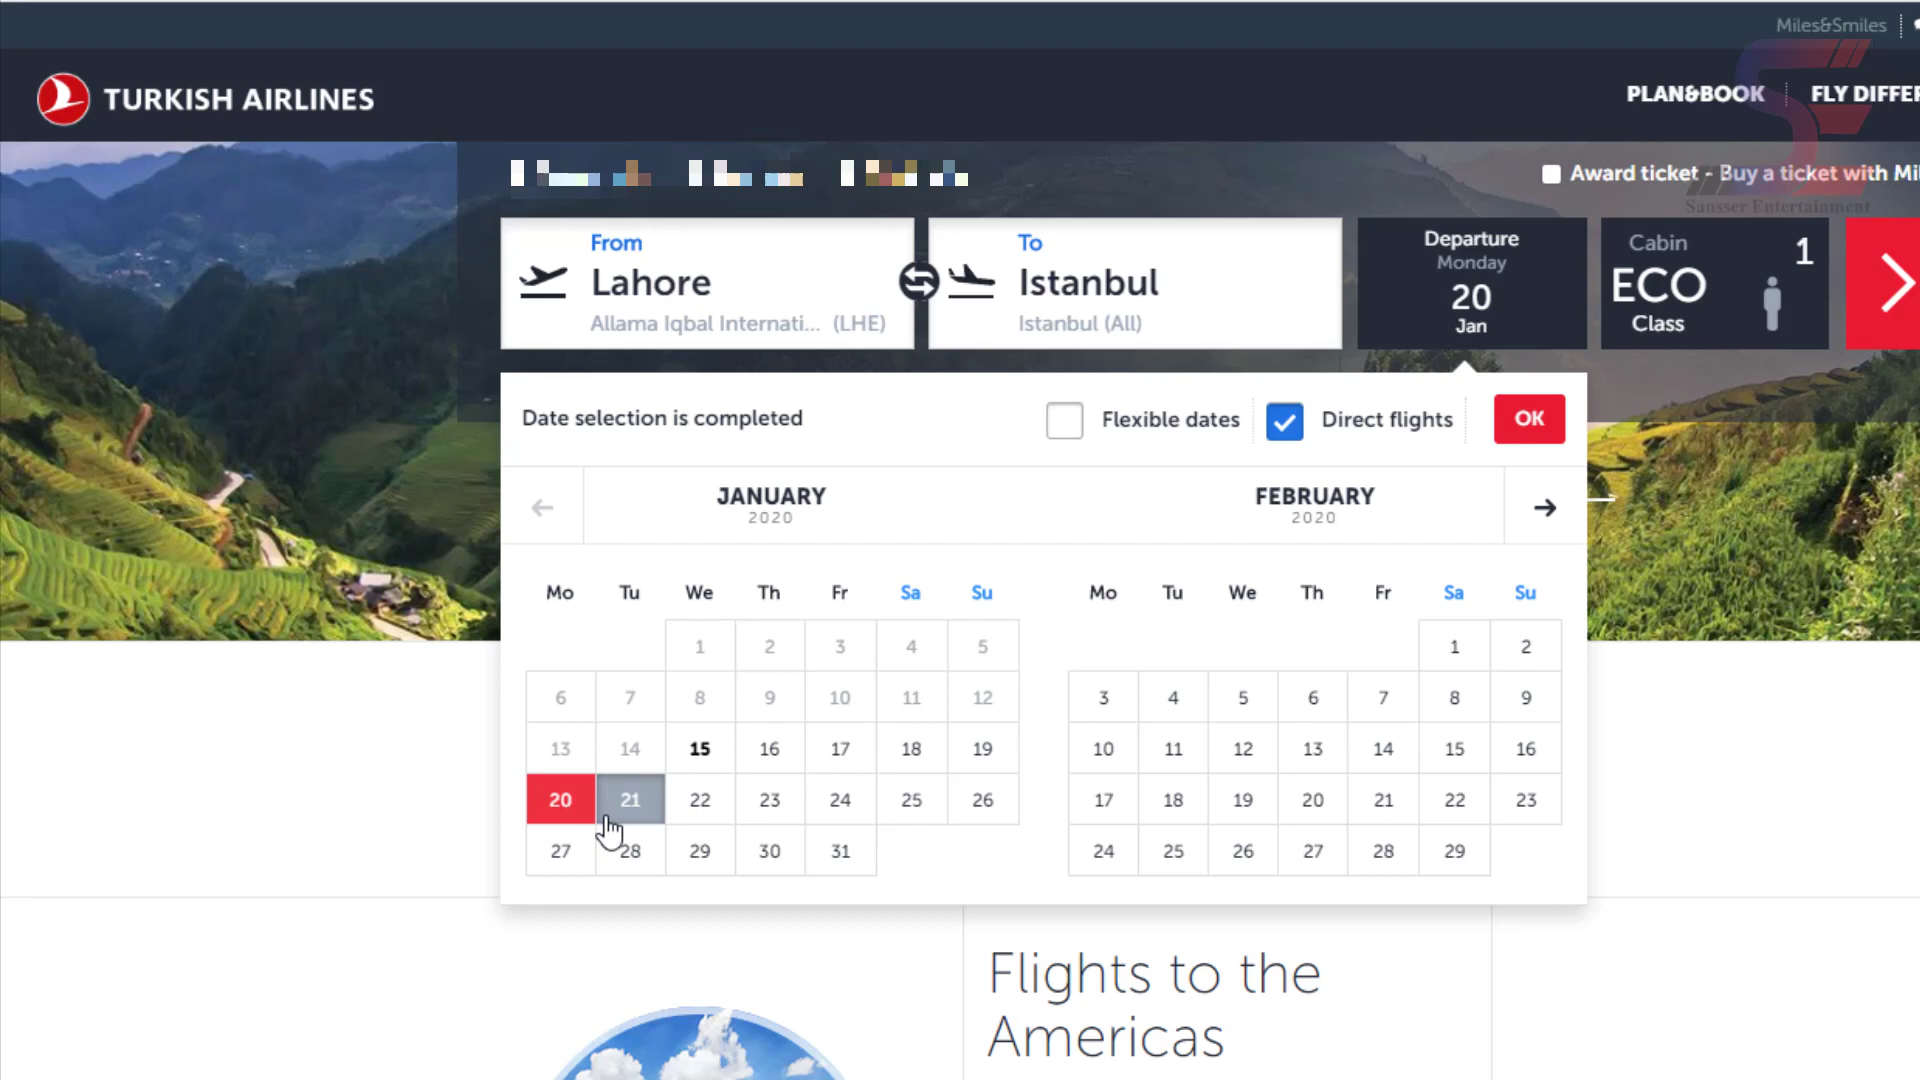 Miles&Smiles
TURKISH AIRLINES
PLAN&BOOK
FLY DIFFER
Award ticket - Buy a ticket with Mil
Sansser Entertainment
From
Lahore
Allama Iqbal Internati... (LHE)
To
Istanbul
Istanbul (All)
Departure
Monday
20
Jan
Cabin
ECO
Class
1
Date selection is completed
Flexible dates
Direct flights
OK
JANUARY
2020
FEBRUARY
2020
Mo Tu We Th Fr Sa Su
1 2 3 4 5
6 7 8 9 10 11 12
13 14 15 16 17 18 19
20 21 22 23 24 25 26
27 28 29 30 31
Mo Tu We Th Fr Sa Su
1 2
3 4 5 6 7 8 9
10 11 12 13 14 15 16
17 18 19 20 21 22 23
24 25 26 27 28 29
Flights to the
Americas